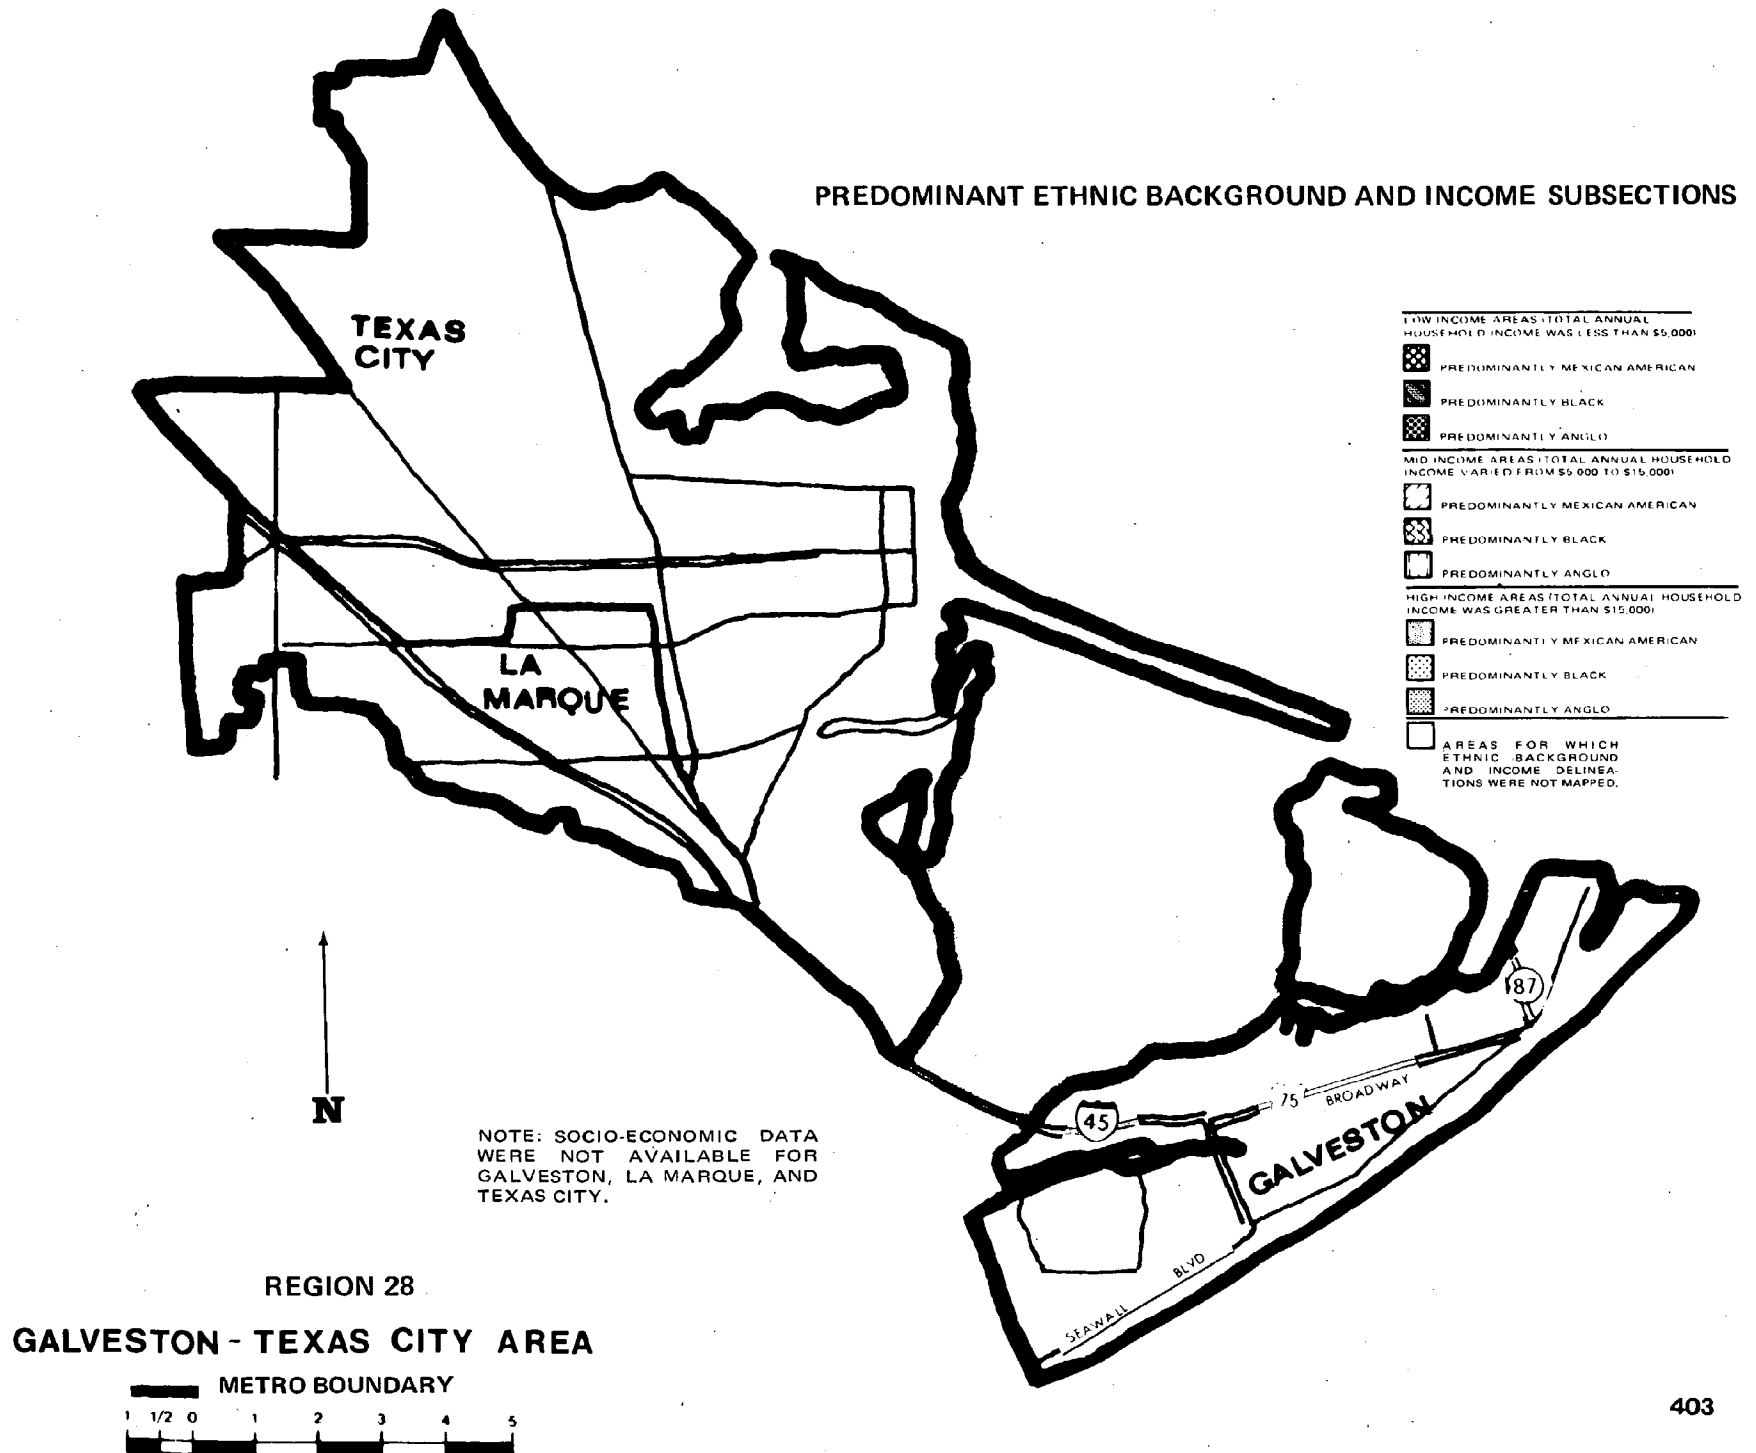 PREDOMINANT ETHNIC BACKGROUND AND INCOME SUBSECTIONS
TEXAS
CITY
LOW INCOME AREAS (TOTAL ANNUAL
HOUSEHOLD INCOME WAS LESS THAN $5,000)
PREDOMINANTLY MEXICAN AMERICAN
PREDOMINANTLY BLACK
PREDOMINANTLY ANGLO
MID INCOME AREAS (TOTAL ANNUAL HOUSEHOLD
INCOME VARIED FROM $5,000 TO $15,000)
PREDOMINANTLY MEXICAN AMERICAN
PREDOMINANTLY BLACK
PREDOMINANTLY ANGLO
HIGH INCOME AREAS (TOTAL ANNUAL HOUSEHOLD
INCOME WAS GREATER THAN $15,000)
PREDOMINANTLY MEXICAN AMERICAN
PREDOMINANTLY BLACK
PREDOMINANTLY ANGLO
AREAS FOR WHICH
ETHNIC BACKGROUND
AND INCOME DELINEA-
TIONS WERE NOT MAPPED.
LA
MARQUE
87
75
BROADWAY
45
GALVESTON
SEAWALL BLVD
N
NOTE: SOCIO-ECONOMIC DATA
WERE NOT AVAILABLE FOR
GALVESTON, LA MARQUE, AND
TEXAS CITY.
REGION 28
GALVESTON - TEXAS CITY AREA
METRO BOUNDARY
1 1/2 0 1 2 3 4 5
403